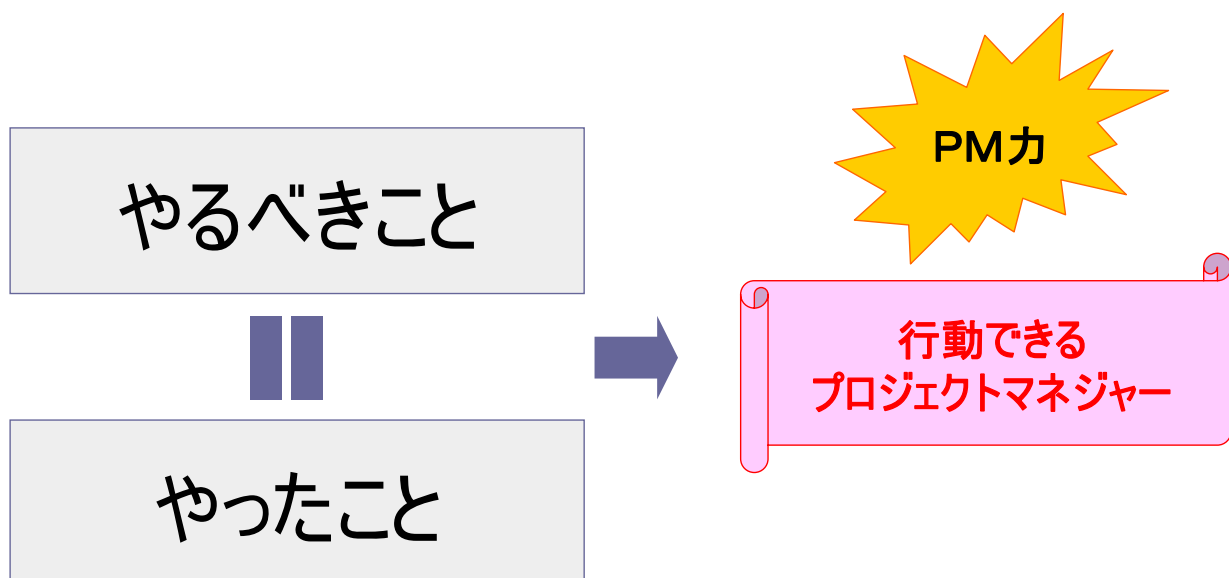 やるべきこと
やったこと
PM力
行動できる
プロジェクトマネジャー